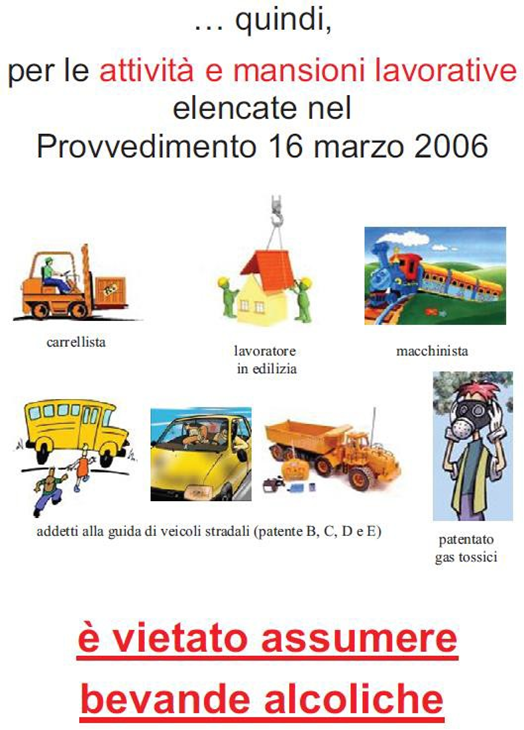 … quindi,
per le attività e mansioni lavorative
elencate nel
Provvedimento 16 marzo 2006
carrellista
lavoratore
in edilizia
macchinista
addetti alla guida di veicoli stradali (patente B, C, D e E)
patentato
gas tossici
è vietato assumere
bevande alcoliche